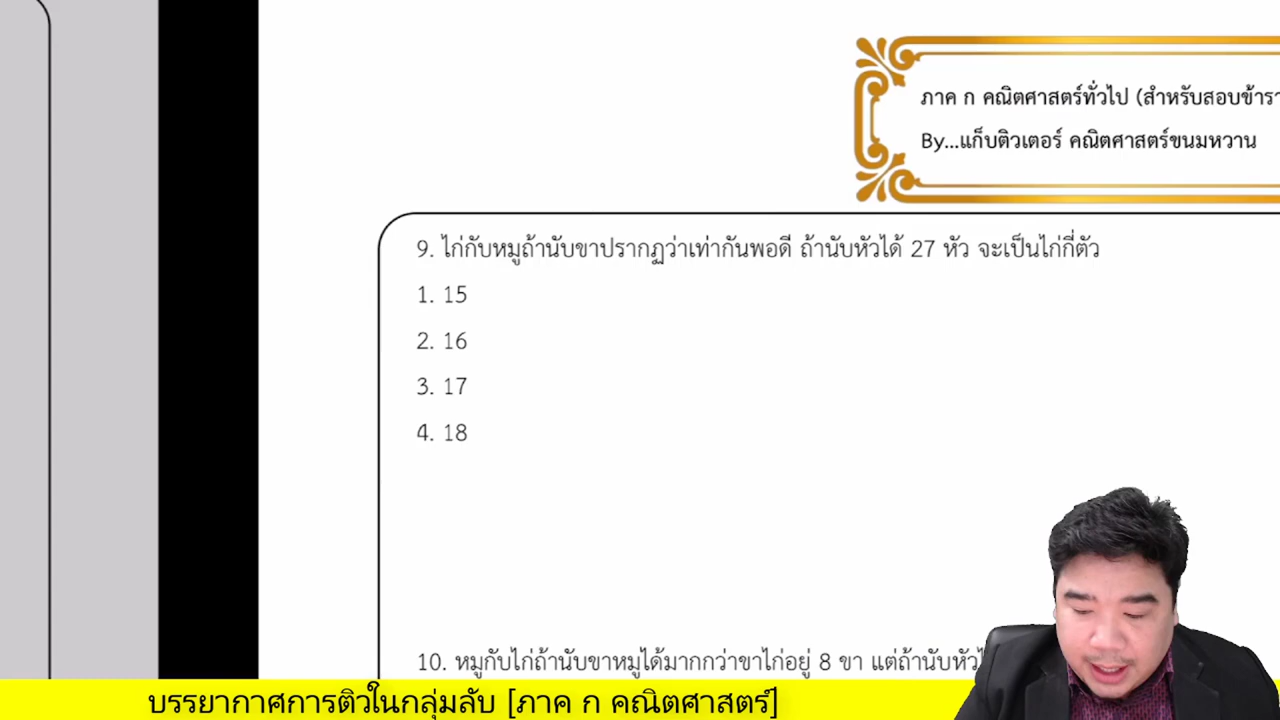 ภาค ก คณิตศาสตร์ทั่วไป (สำหรับสอบข้ารา
By...แก็บติวเตอร์ คณิตศาสตร์ขนมหวาน
9. ไก่กับหมูถ้านับขาปรากฏว่าเท่ากันพอดี ถ้านับหัวได้ 27 หัว จะเป็นไก่กี่ตัว
1. 15
2. 16
3. 17
4. 18
10. หมูกับไก่ถ้านับขาหมูได้มากกว่าขาไก่อยู่ 8 ขา แต่ถ้านับหัว
บรรยากาศการติวในกลุ่มลับ [ภาค ก คณิตศาสตร์]